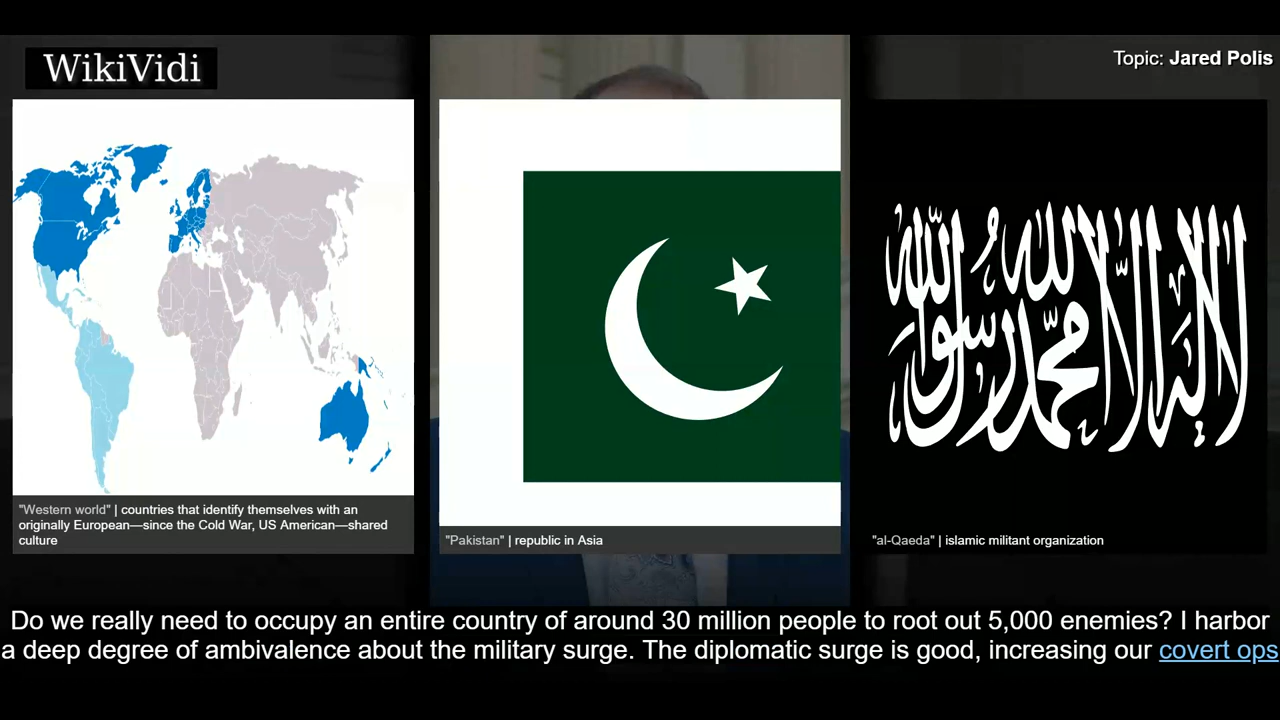 WikiVidi
Topic: Jared Polis
"Western world" | countries that identify themselves with an
originally European—since the Cold War, US American—shared
culture
"Pakistan" | republic in Asia
لا إله إلا الله محمد رسول الله
"al-Qaeda" | islamic militant organization
Do we really need to occupy an entire country of around 30 million people to root out 5,000 enemies? I harbor
a deep degree of ambivalence about the military surge. The diplomatic surge is good, increasing our covert ops